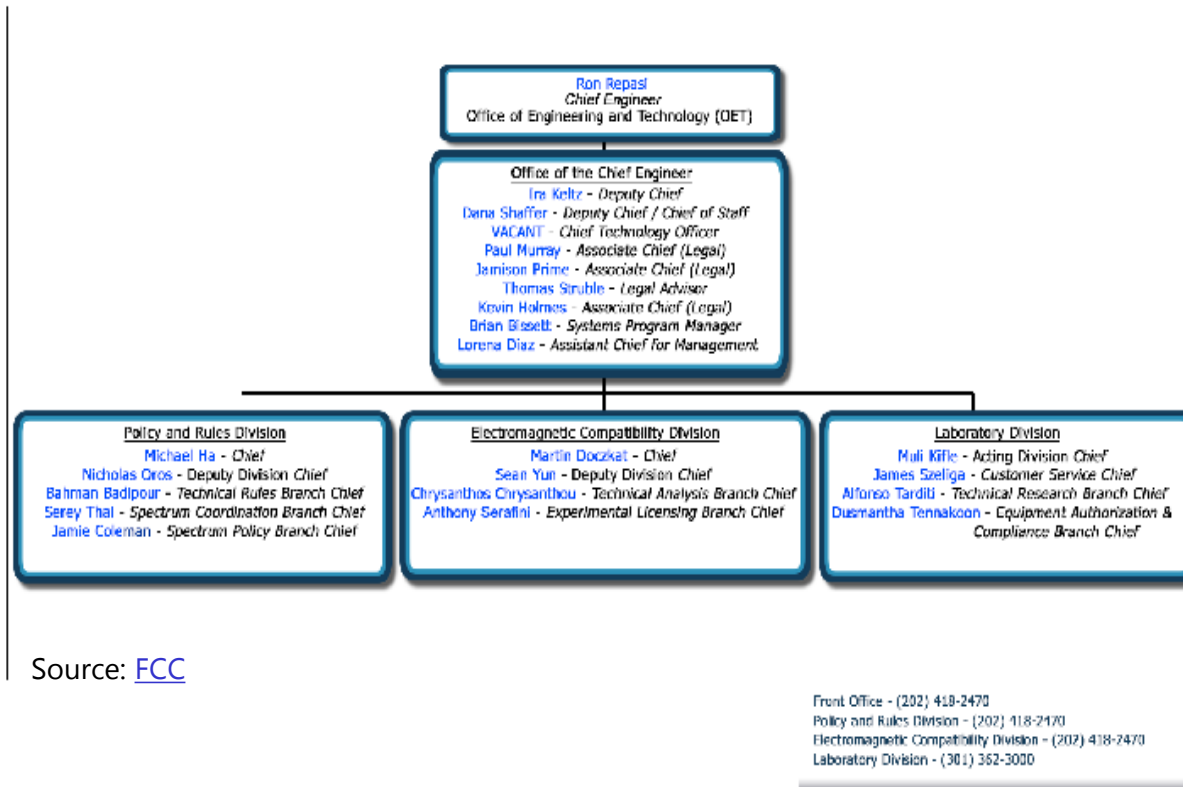 Ron Repasi
Chief Engineer
Office of Engineering and Technology (OET)
Office of the Chief Engineer
Ira Keltz - Deputy Chief
Dana Shaffer - Deputy Chief / Chief of Staff
VACANT - Chief Technology Officer
Paul Murray - Associate Chief (Legal)
Jamison Prime - Associate Chief (Legal)
Thomas Struble - Legal Advisor
Kevin Holmes - Associate Chief (Legal)
Brian Bissett - Systems Program Manager
Lorena Diaz - Assistant Chief for Management
Policy and Rules Division
Michael Ha - Chief
Nicholas Oros - Deputy Division Chief
Bahman Badipour - Technical Rules Branch Chief
Serey Thai - Spectrum Coordination Branch Chief
Jamie Coleman - Spectrum Policy Branch Chief
Electromagnetic Compatibility Division
Martin Doczkat - Chief
Sean Yun - Deputy Division Chief
Chrysanthos Chrysanthou - Technical Analysis Branch Chief
Anthony Serafini - Experimental Licensing Branch Chief
Laboratory Division
Muli Kifle - Acting Division Chief
James Szeliga - Customer Service Chief
Alfonso Tarditi - Technical Research Branch Chief
Dusmantha Tennakoon - Equipment Authorization &
Compliance Branch Chief
Source: FCC
Front Office - (202) 418-2470
Policy and Rules Division - (202) 418-2470
Electromagnetic Compatibility Division - (202) 418-2470
Laboratory Division - (301) 362-3000